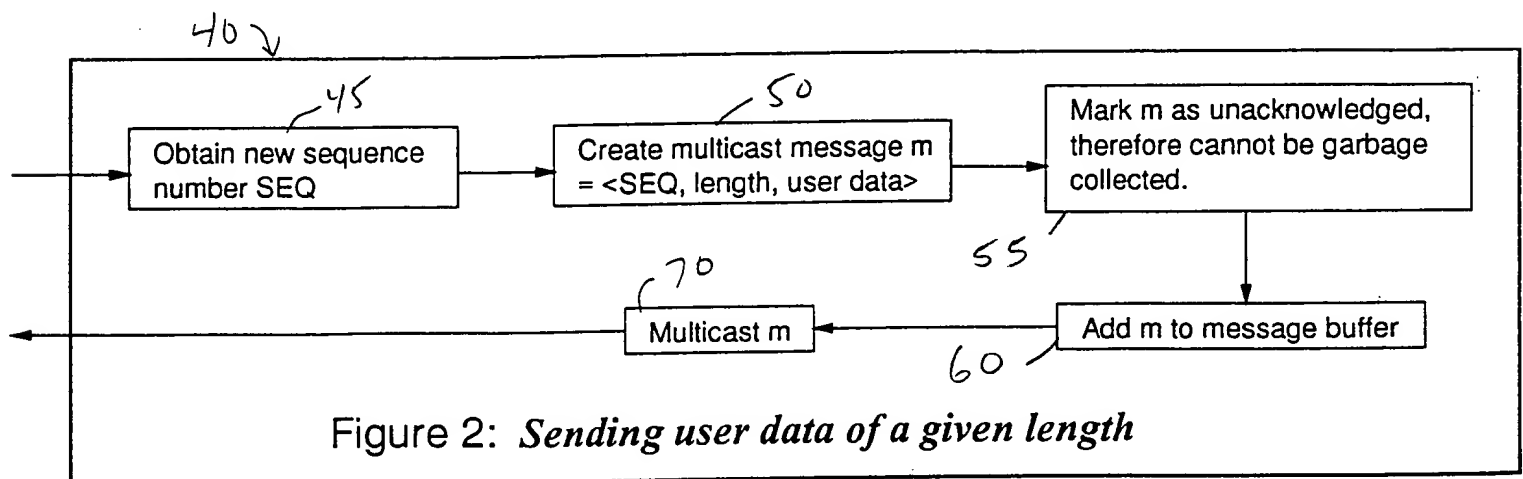 40
45
Obtain new sequence
number SEQ
50
Create multicast message m
= <SEQ, length, user data>
Mark m as unacknowledged,
therefore cannot be garbage
collected.
55
70
Multicast m
Add m to message buffer
60
Figure 2: Sending user data of a given length